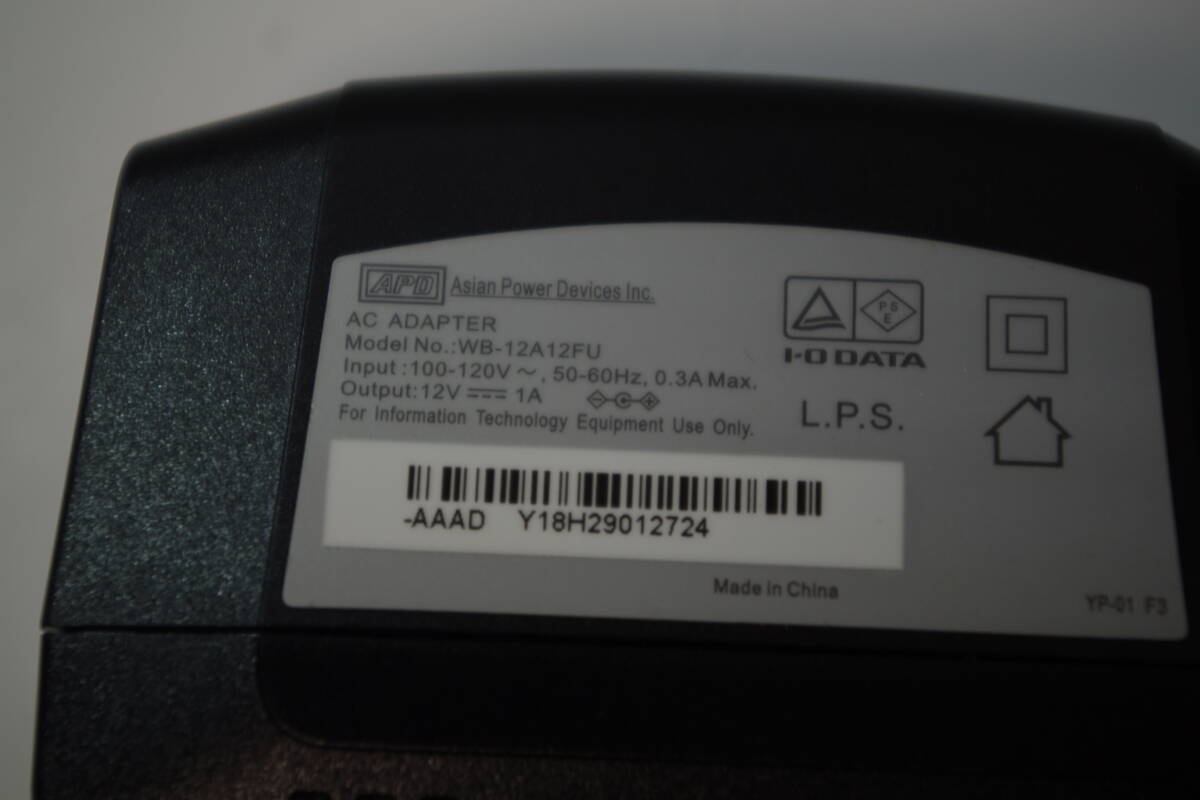 APD Asian Power Devices Inc.
AC ADAPTER
Model No.:WB-12A12FU
Input :100-120V ~, 50-60Hz, 0.3A Max.
Output:12V ⎓ 1A
For Information Technology Equipment Use Only.
PS
E
I-O DATA
L.P.S.
-AAAD Y18H29012724
Made in China
YP-01 F3